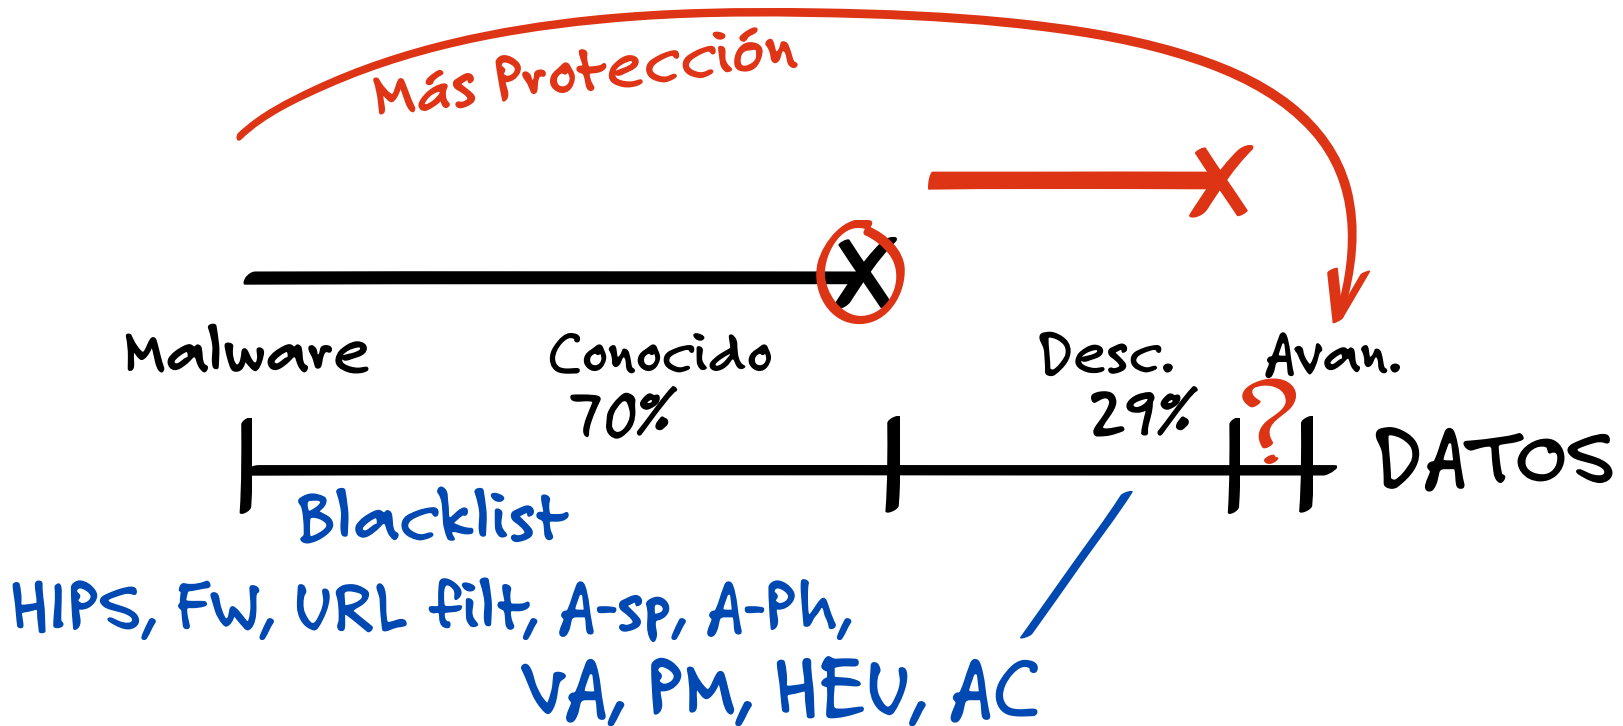 Más Protección
Malware Conocido Desc. Avan.
70% 29% ?
DATOS
Blacklist
HIPS, FW, URL filt, A-sp, A-Ph,
VA, PM, HEU, AC